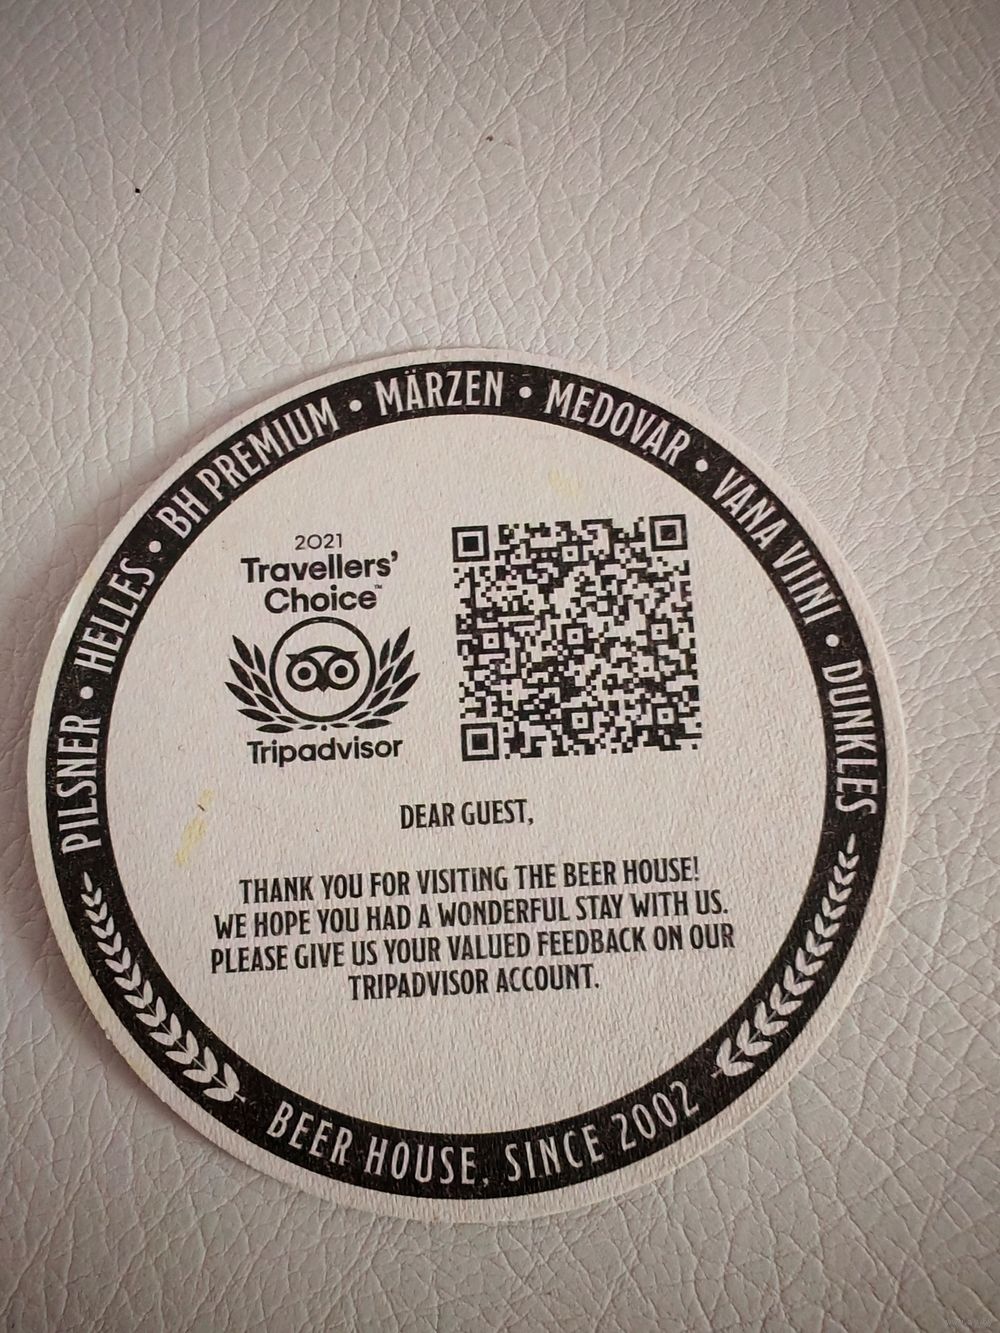 PILSNER • HELLES • BH PREMIUM • MÄRZEN • MEDOVAR • VANA VIINI • DUNKLES
2021
Travellers'
Choice™
Tripadvisor
DEAR GUEST,
THANK YOU FOR VISITING THE BEER HOUSE!
WE HOPE YOU HAD A WONDERFUL STAY WITH US.
PLEASE GIVE US YOUR VALUED FEEDBACK ON OUR
TRIPADVISOR ACCOUNT.
BEER HOUSE, SINCE 2002